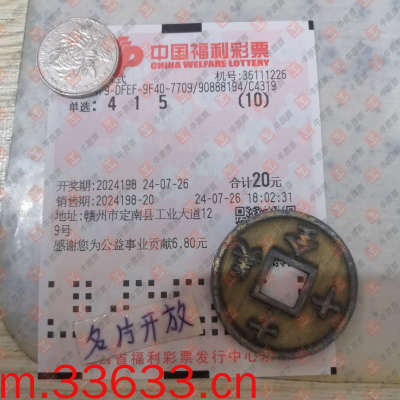 中国福利彩票
CHINA WELFARE LOTTERY
式
机号:36111226
9-0FEF-9F40-7709/90888194/C4319
单选: 4 1 5 (10)
开奖期:2024198 24-07-26 合计20元
销售期:2024198-20 24-07-26 18:02:31
地址:赣州市定南县工业大道12
9号
感谢您为公益事业贡献6.80元
名片开放
省福利彩票发行中心
m.33633.cn